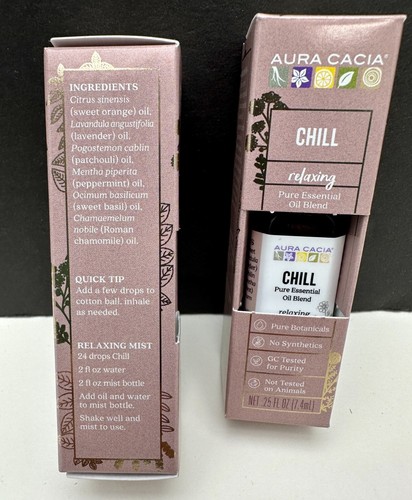 INGREDIENTS
Citrus sinensis
(sweet orange) oil,
Lavandula angustifolia
(lavender) oil,
Pogostemon cablin
(patchouli) oil,
Mentha piperita
(peppermint) oil,
Ocimum basilicum
(sweet basil) oil,
Chamaemelum
nobile (Roman
chamomile) oil.
QUICK TIP
Add a few drops to
cotton ball, inhale
as needed.
RELAXING MIST
24 drops Chill
2 fl oz water
2 fl oz mist bottle
Add oil and water
to mist bottle.
Shake well and
mist to use.
AURA CACIA®
CHILL
relaxing
Pure Essential
Oil Blend
AURA CACIA
CHILL
Pure Essential
Oil Blend
relaxing
Pure Botanicals
No Synthetics
GC Tested
for Purity
Not Tested
on Animals
NET .25 FL OZ (7.4mL)